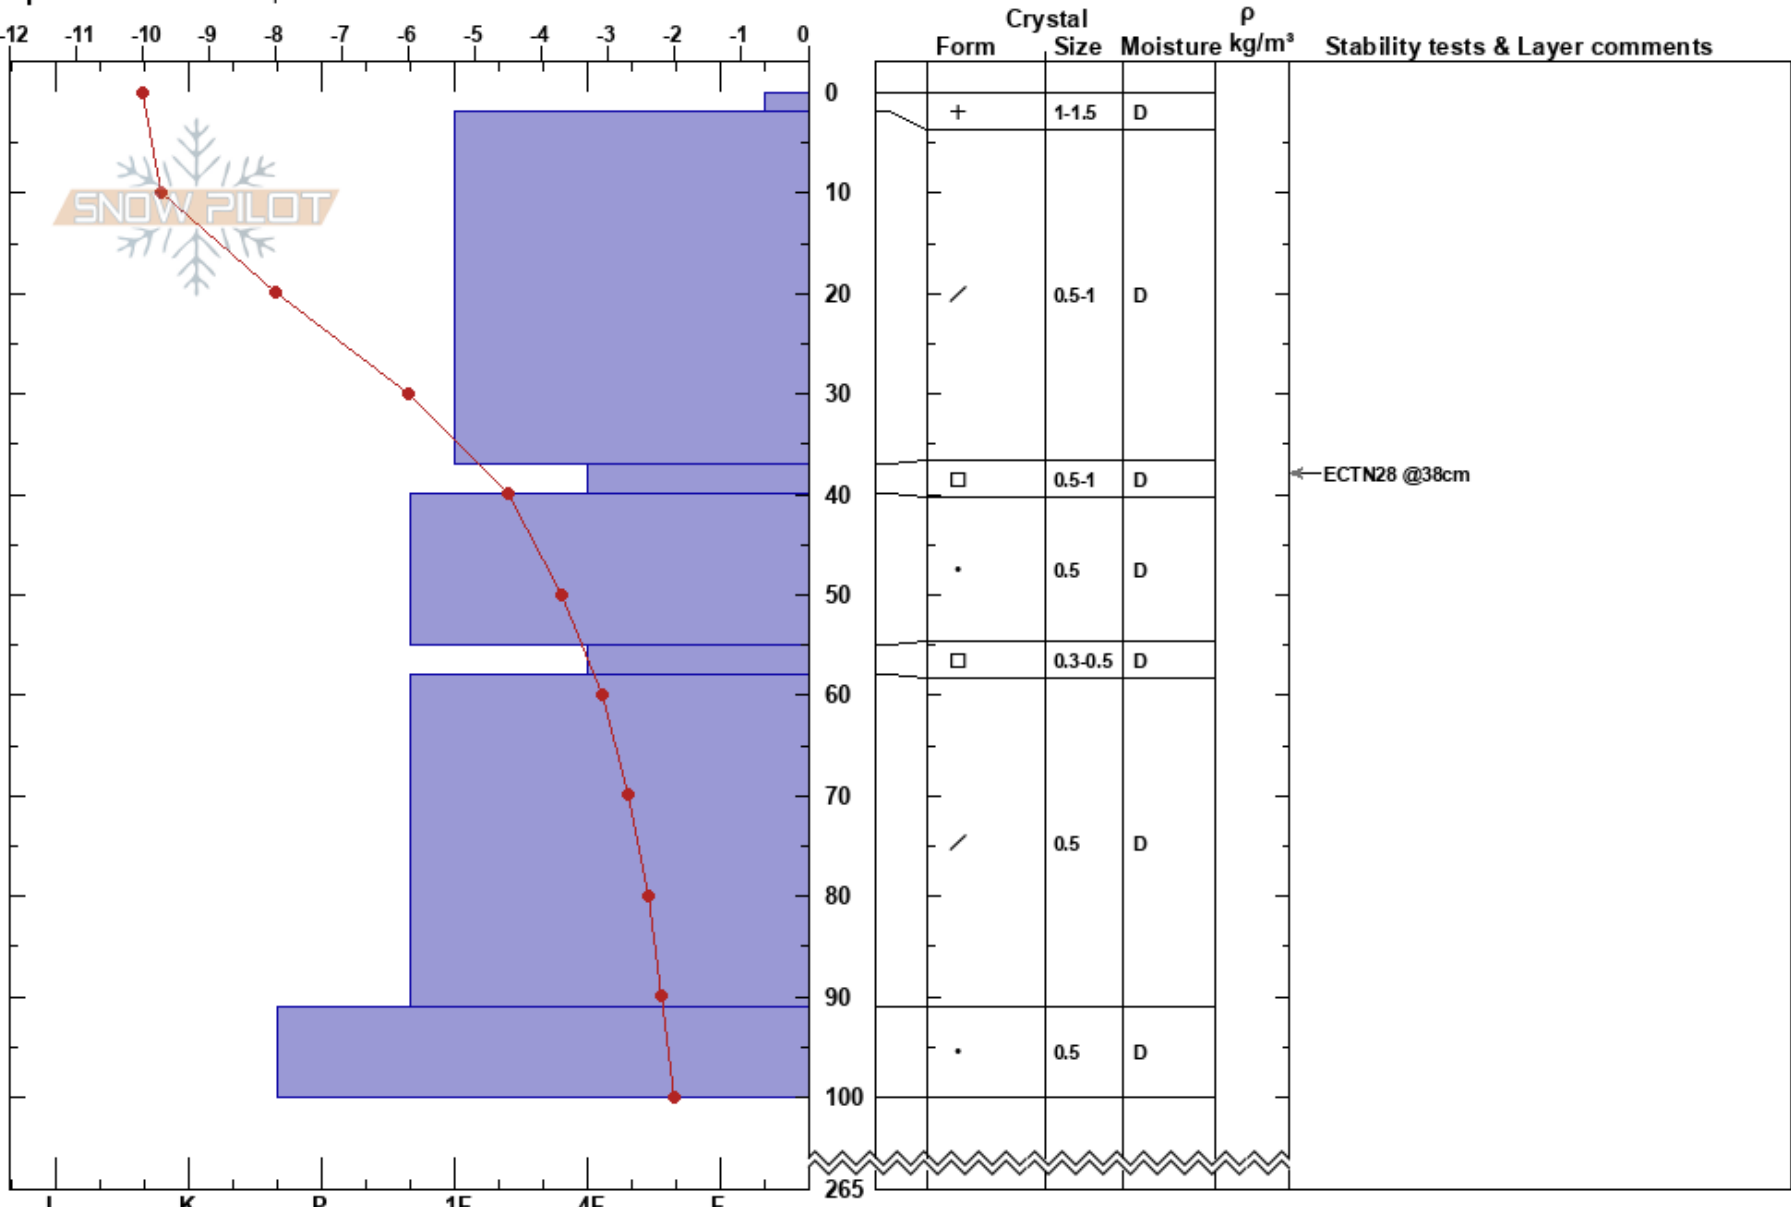 Crystal ρ
Form Size Moisture kg/m³ Stability tests & Layer comments
-12 -11 -10 -9 -8 -7 -6 -5 -4 -3 -2 -1 0
0
+ 1-1.5 D
10
SNOW PILOT
20
0.5-1 D
30
0.5-1 D
ECTN28 @38cm
40
0.5 D
50
0.3-0.5 D
60
70
0.5 D
80
90
0.5 D
100
265
I K P 1F 4F F